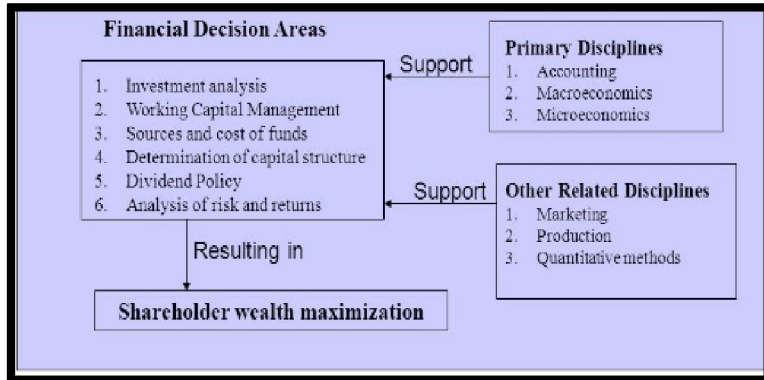 Financial Decision Areas
1. Investment analysis
2. Working Capital Management
3. Sources and cost of funds
4. Determination of capital structure
5. Dividend Policy
6. Analysis of risk and returns
Support
Primary Disciplines
1. Accounting
2. Macroeconomics
3. Microeconomics
Support
Other Related Disciplines
1. Marketing
2. Production
3. Quantitative methods
Resulting in
Shareholder wealth maximization